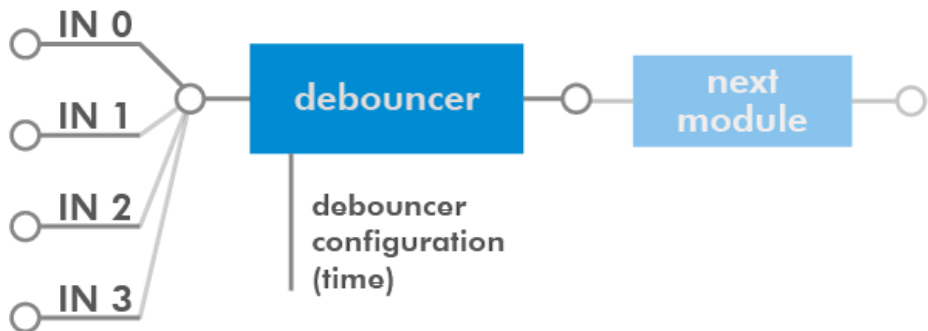 IN 0
IN 1
IN 2
IN 3
debouncer
debouncer
configuration
(time)
next
module